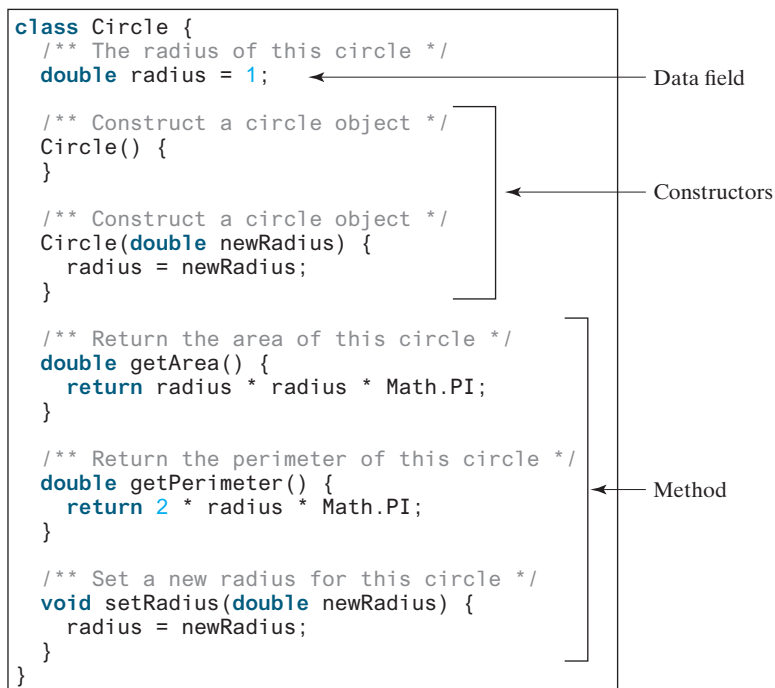 class Circle {
/** The radius of this circle */
double radius = 1;
Data field
/** Construct a circle object */
Circle() {
}
Constructors
/** Construct a circle object */
Circle(double newRadius) {
radius = newRadius;
}
/** Return the area of this circle */
double getArea() {
return radius * radius * Math.PI;
}
/** Return the perimeter of this circle */
double getPerimeter() {
return 2 * radius * Math.PI;
}
Method
/** Set a new radius for this circle */
void setRadius(double newRadius) {
radius = newRadius;
}
}